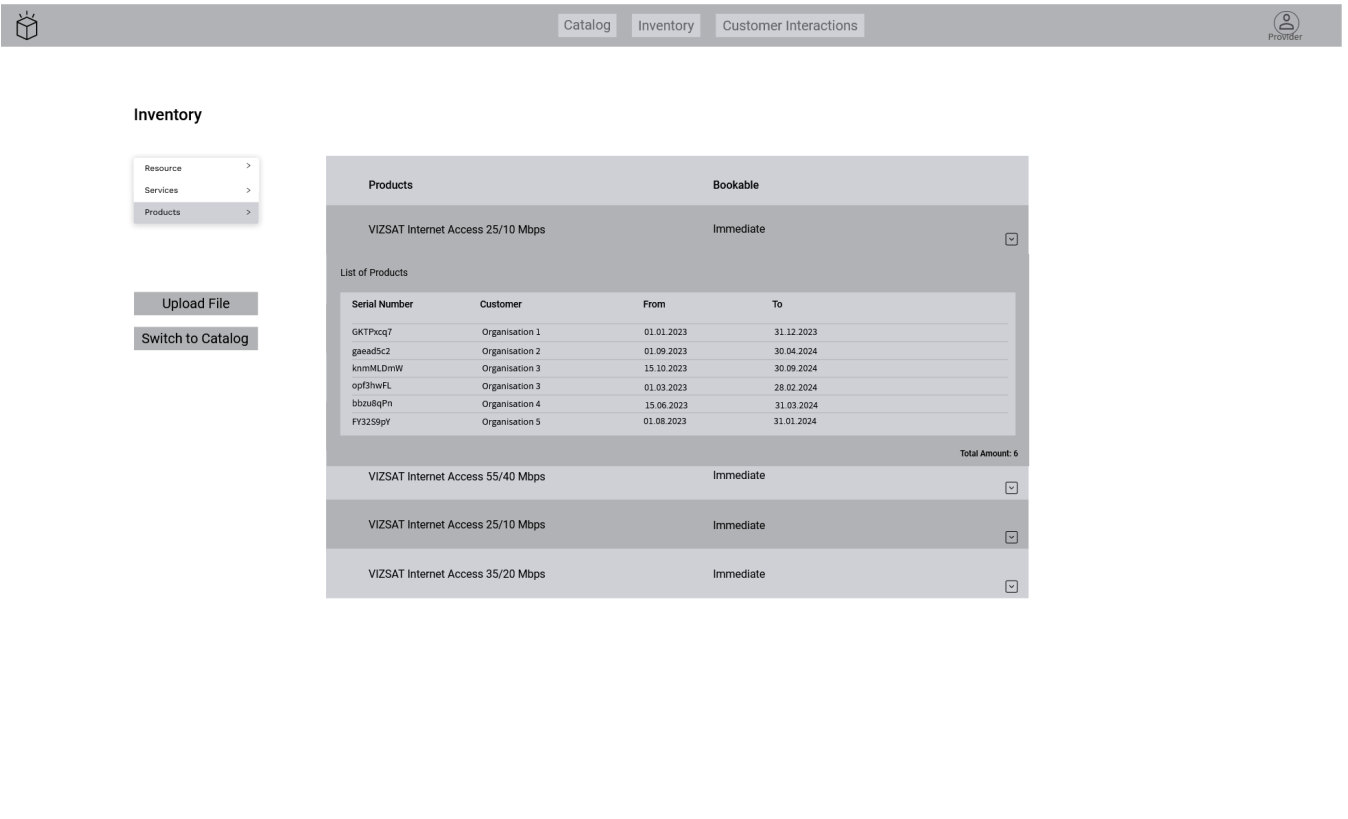 Catalog Inventory Customer Interactions
Provider
Inventory
Resource >
Services >
Products >
Upload File
Switch to Catalog
Products Bookable
VIZSAT Internet Access 25/10 Mbps Immediate
List of Products
Serial Number Customer From To
GKTPxcq7 Organisation 1 01.01.2023 31.12.2023
gaead5c2 Organisation 2 01.09.2023 30.04.2024
knmMLDmW Organisation 3 15.10.2023 30.09.2024
opf3hwFL Organisation 3 01.03.2023 28.02.2024
bbzu8qPn Organisation 4 15.06.2023 31.03.2024
FY32S9pY Organisation 5 01.08.2023 31.01.2024
Total Amount: 6
VIZSAT Internet Access 55/40 Mbps Immediate
VIZSAT Internet Access 25/10 Mbps Immediate
VIZSAT Internet Access 35/20 Mbps Immediate